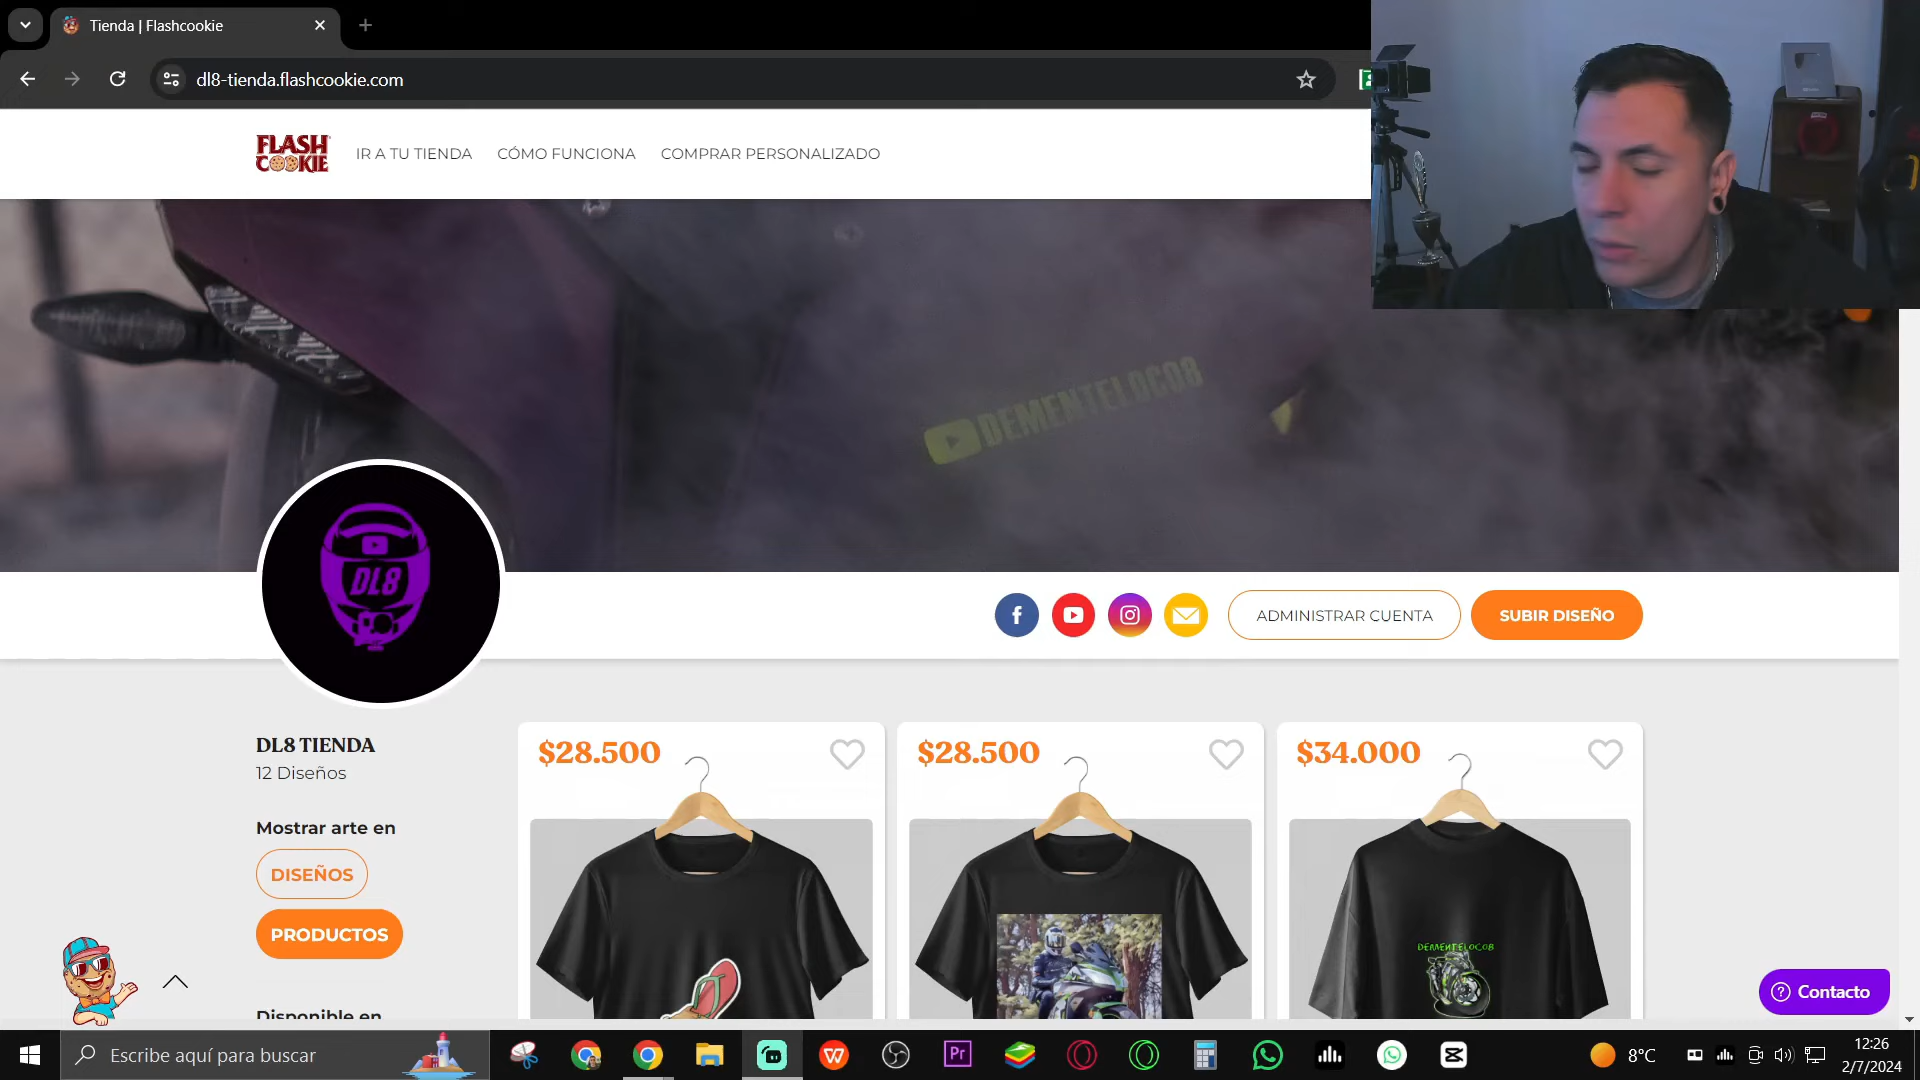 Tienda | Flashcookie
dl8-tienda.flashcookie.com
FLASH
COOKIE
IR A TU TIENDA
CÓMO FUNCIONA
COMPRAR PERSONALIZADO
DEMENTELOCO8
DL8
ADMINISTRAR CUENTA
SUBIR DISEÑO
DL8 TIENDA
12 Diseños
Mostrar arte en
DISEÑOS
PRODUCTOS
Disponible en
$28.500
$28.500
$34.000
DEMENTELOCO8
Contacto
Escribe aquí para buscar
Pr
8°C
12:26
2/7/2024